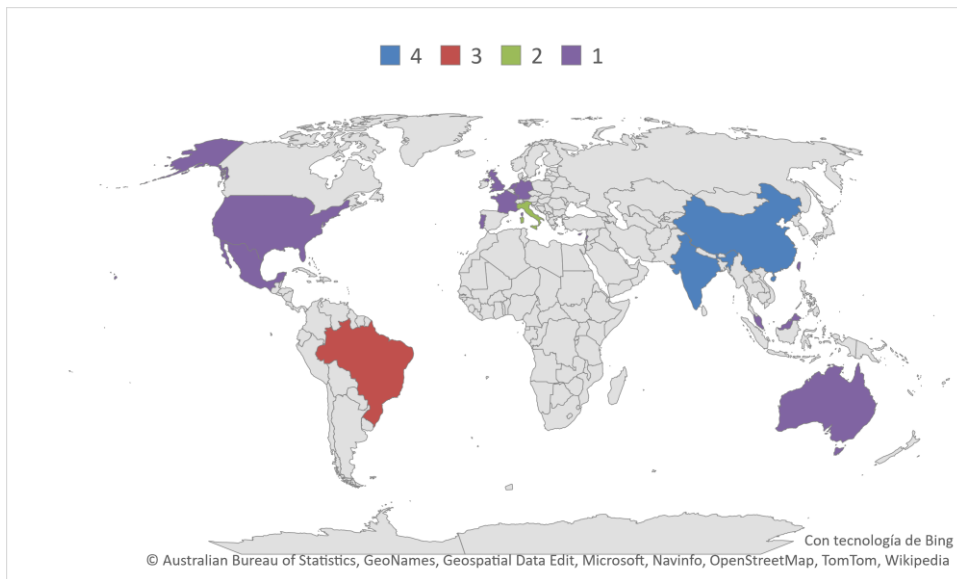 4 3 2 1
Con tecnología de Bing
© Australian Bureau of Statistics, GeoNames, Geospatial Data Edit, Microsoft, Navinfo, OpenStreetMap, TomTom, Wikipedia